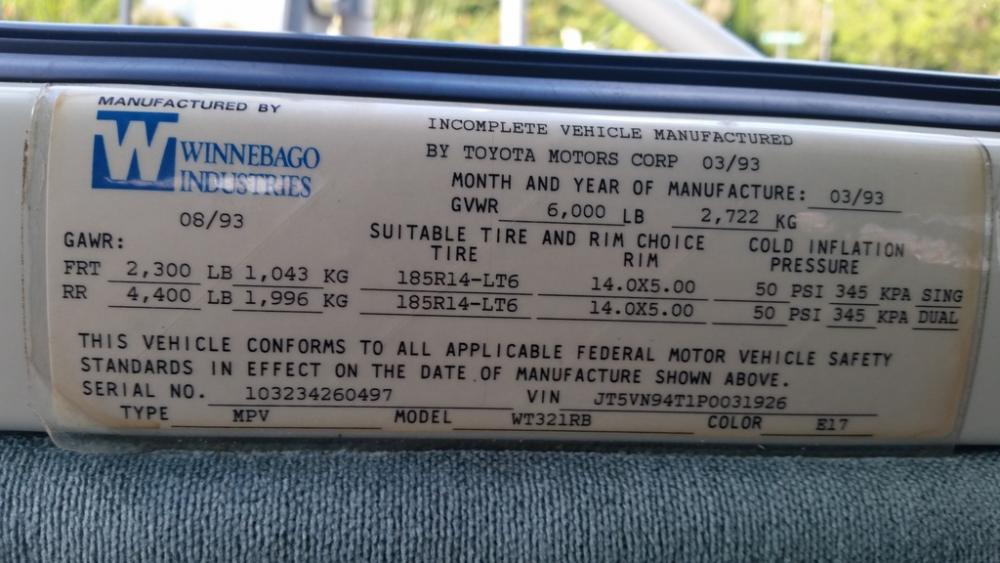 MANUFACTURED BY
W WINNEBAGO
INDUSTRIES
08/93
INCOMPLETE VEHICLE MANUFACTURED
BY TOYOTA MOTORS CORP 03/93
MONTH AND YEAR OF MANUFACTURE: 03/93
GVWR 6,000 LB 2,722 KG
GAWR: SUITABLE TIRE AND RIM CHOICE COLD INFLATION
TIRE RIM PRESSURE
FRT 2,300 LB 1,043 KG 185R14-LT6 14.0X5.00 50 PSI 345 KPA SING
RR 4,400 LB 1,996 KG 185R14-LT6 14.0X5.00 50 PSI 345 KPA DUAL
THIS VEHICLE CONFORMS TO ALL APPLICABLE FEDERAL MOTOR VEHICLE SAFETY
STANDARDS IN EFFECT ON THE DATE OF MANUFACTURE SHOWN ABOVE.
SERIAL NO. 103234260497 VIN JT5VN94T1P0031926
TYPE MPV MODEL WT321RB COLOR E17